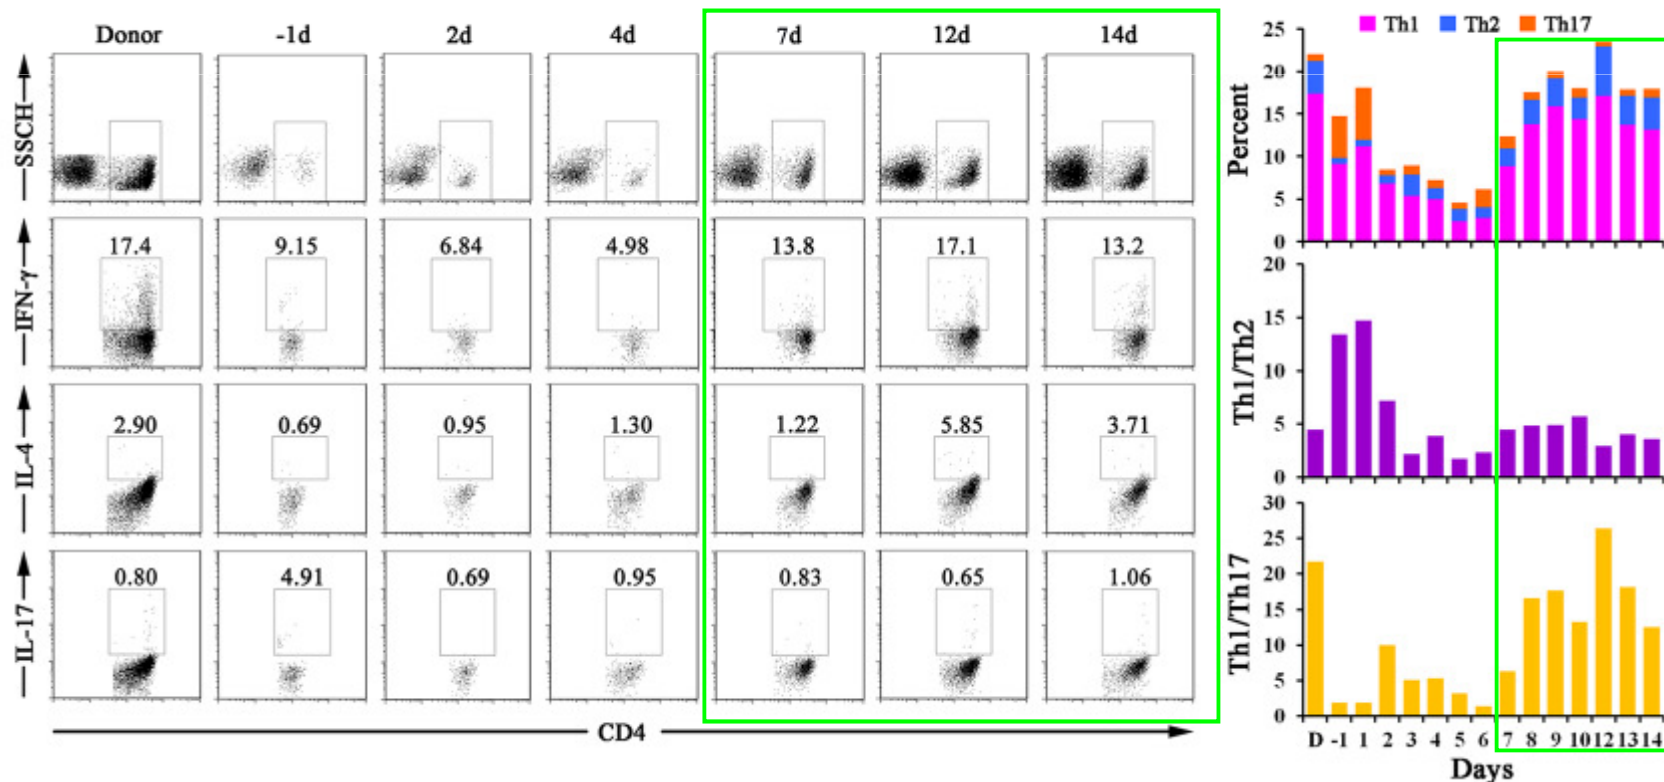 Donor -1d 2d 4d 7d 12d 14d
SSCH
IFN-γ
17.4 9.15 6.84 4.98 13.8 17.1 13.2
IL-4
2.90 0.69 0.95 1.30 1.22 5.85 3.71
IL-17
0.80 4.91 0.69 0.95 0.83 0.65 1.06
CD4
Th1 Th2 Th17
Percent
25
20
15
10
5
0
Th1/Th2
20
15
10
5
0
Th1/Th17
30
25
20
15
10
5
0
D -1 1 2 3 4 5 6 7 8 9 10 12 13 14
Days